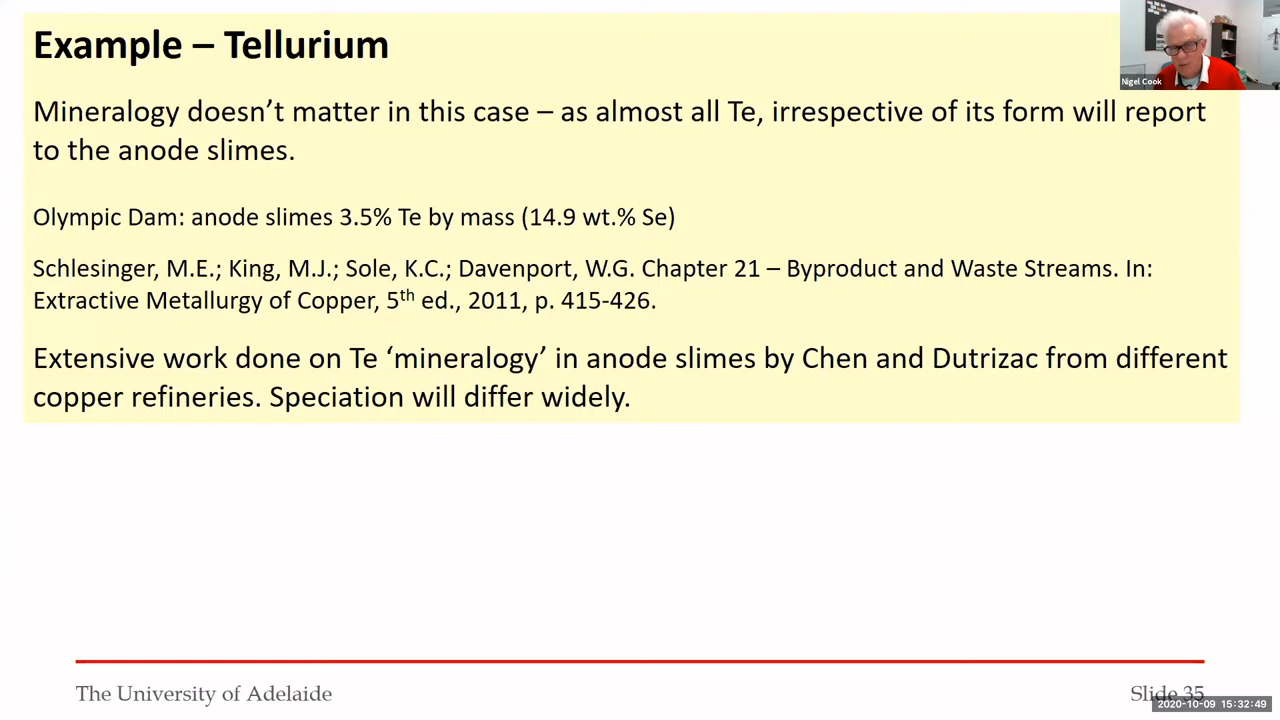 Example – Tellurium
Nigel Cook
Mineralogy doesn't matter in this case – as almost all Te, irrespective of its form will report
to the anode slimes.
Olympic Dam: anode slimes 3.5% Te by mass (14.9 wt.% Se)
Schlesinger, M.E.; King, M.J.; Sole, K.C.; Davenport, W.G. Chapter 21 – Byproduct and Waste Streams. In:
Extractive Metallurgy of Copper, 5th ed., 2011, p. 415-426.
Extensive work done on Te ‘mineralogy’ in anode slimes by Chen and Dutrizac from different
copper refineries. Speciation will differ widely.
The University of Adelaide
Slide 35
2020-10-09 15:32:49